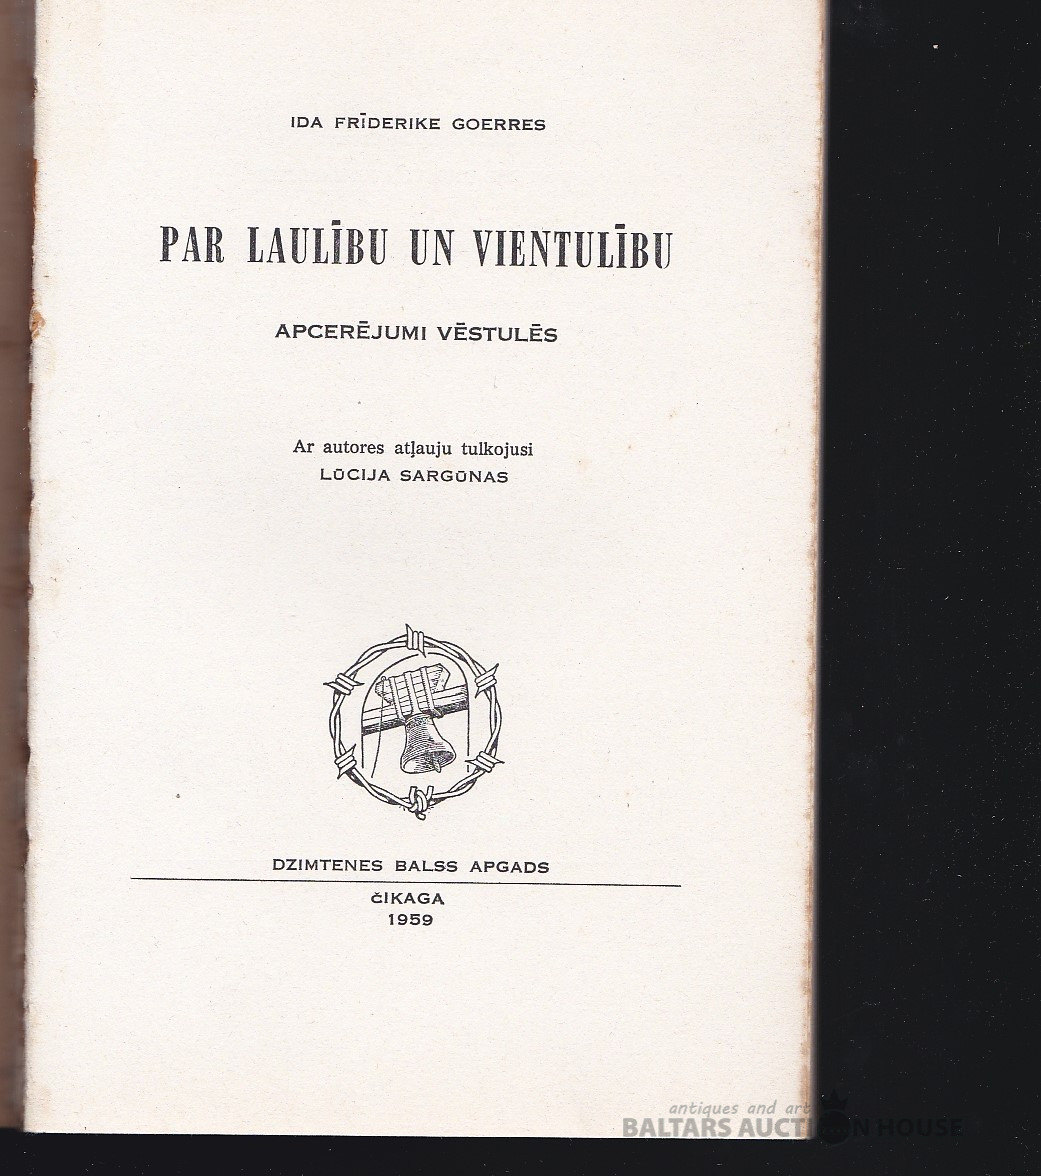 IDA FRĪDERIKE GOERRES
PAR LAULĪBU UN VIENTULĪBU
APCERĒJUMI VĒSTULĒS
Ar autores atļauju tulkojusi
LŪCIJA SARGŪNAS
DZIMTENES BALSS APGADS
ČIKAGA
1959
antiques and art
BALTARS AUCTION HOUSE